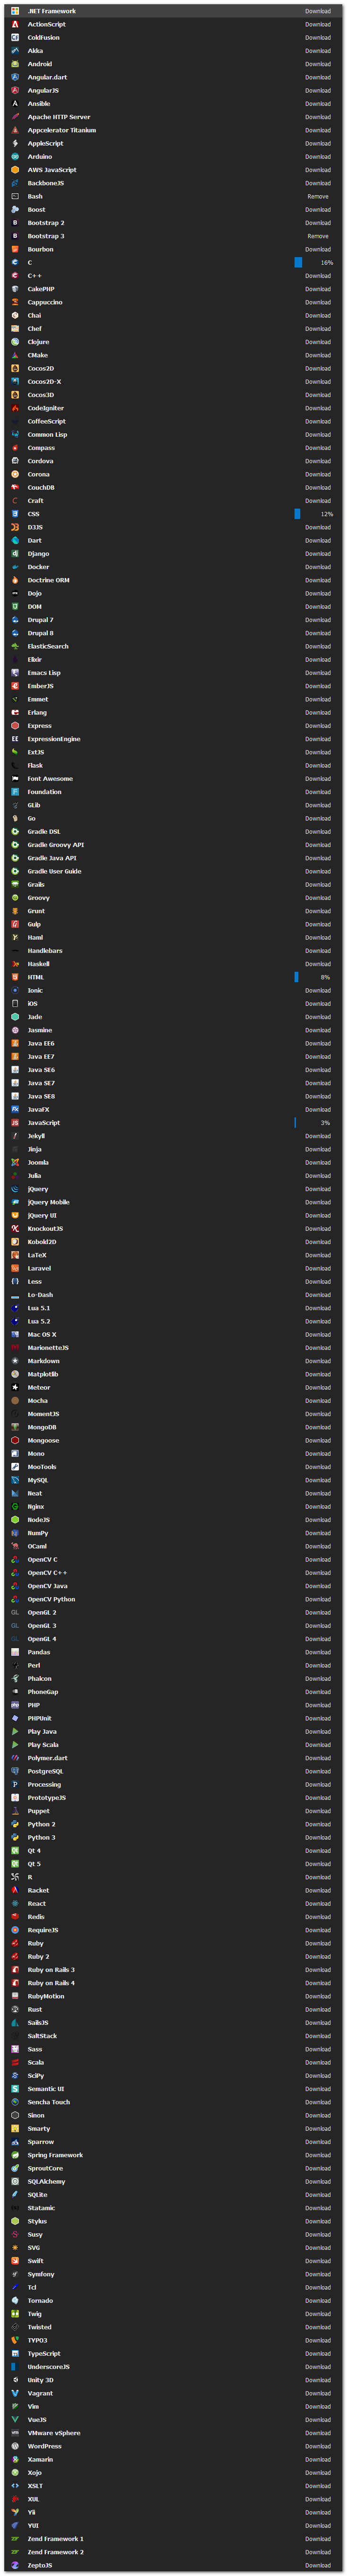 .NET Framework Download
ActionScript Download
ColdFusion Download
Akka Download
Android Download
Angular.dart Download
AngularJS Download
Ansible Download
Apache HTTP Server Download
Appcelerator Titanium Download
AppleScript Download
Arduino Download
AWS JavaScript Download
BackboneJS Download
Bash Remove
Boost Download
Bootstrap 2 Download
Bootstrap 3 Remove
Bourbon Download
C 16%
C++ Download
CakePHP Download
Cappuccino Download
Chai Download
Chef Download
Clojure Download
CMake Download
Cocos2D Download
Cocos2D-X Download
Cocos3D Download
CodeIgniter Download
CoffeeScript Download
Common Lisp Download
Compass Download
Cordova Download
Corona Download
CouchDB Download
Craft Download
CSS 12%
D3JS Download
Dart Download
Django Download
Docker Download
Doctrine ORM Download
Dojo Download
DOM Download
Drupal 7 Download
Drupal 8 Download
ElasticSearch Download
Elixir Download
Emacs Lisp Download
EmberJS Download
Emmet Download
Erlang Download
Express Download
ExpressionEngine Download
ExtJS Download
Flask Download
Font Awesome Download
Foundation Download
GLib Download
Go Download
Gradle DSL Download
Gradle Groovy API Download
Gradle Java API Download
Gradle User Guide Download
Grails Download
Groovy Download
Grunt Download
Gulp Download
Haml Download
Handlebars Download
Haskell Download
HTML 8%
Ionic Download
iOS Download
Jade Download
Jasmine Download
Java EE6 Download
Java EE7 Download
Java SE6 Download
Java SE7 Download
Java SE8 Download
JavaFX Download
JavaScript 3%
Jekyll Download
Jinja Download
Joomla Download
Julia Download
jQuery Download
jQuery Mobile Download
jQuery UI Download
KnockoutJS Download
Kobold2D Download
LaTeX Download
Laravel Download
Less Download
Lo-Dash Download
Lua 5.1 Download
Lua 5.2 Download
Mac OS X Download
MarionetteJS Download
Markdown Download
Matplotlib Download
Meteor Download
Mocha Download
MomentJS Download
MongoDB Download
Mongoose Download
Mono Download
MooTools Download
MySQL Download
Neat Download
Nginx Download
NodeJS Download
NumPy Download
OCaml Download
OpenCV C Download
OpenCV C++ Download
OpenCV Java Download
OpenCV Python Download
OpenGL 2 Download
OpenGL 3 Download
OpenGL 4 Download
Pandas Download
Perl Download
Phalcon Download
PhoneGap Download
PHP Download
PHPUnit Download
Play Java Download
Play Scala Download
Polymer.dart Download
PostgreSQL Download
Processing Download
PrototypeJS Download
Puppet Download
Python 2 Download
Python 3 Download
Qt 4 Download
Qt 5 Download
R Download
Racket Download
React Download
Redis Download
RequireJS Download
Ruby Download
Ruby 2 Download
Ruby on Rails 3 Download
Ruby on Rails 4 Download
RubyMotion Download
Rust Download
SailsJS Download
SaltStack Download
Sass Download
Scala Download
SciPy Download
Semantic UI Download
Sencha Touch Download
Sinon Download
Smarty Download
Sparrow Download
Spring Framework Download
SproutCore Download
SQLAlchemy Download
SQLite Download
Statamic Download
Stylus Download
Susy Download
SVG Download
Swift Download
Symfony Download
Tcl Download
Tornado Download
Twig Download
Twisted Download
TYPO3 Download
TypeScript Download
UnderscoreJS Download
Unity 3D Download
Vagrant Download
Vim Download
VueJS Download
VMware vSphere Download
WordPress Download
Xamarin Download
Xojo Download
XSLT Download
XUL Download
Yii Download
YUI Download
Zend Framework 1 Download
Zend Framework 2 Download
ZeptoJS Download